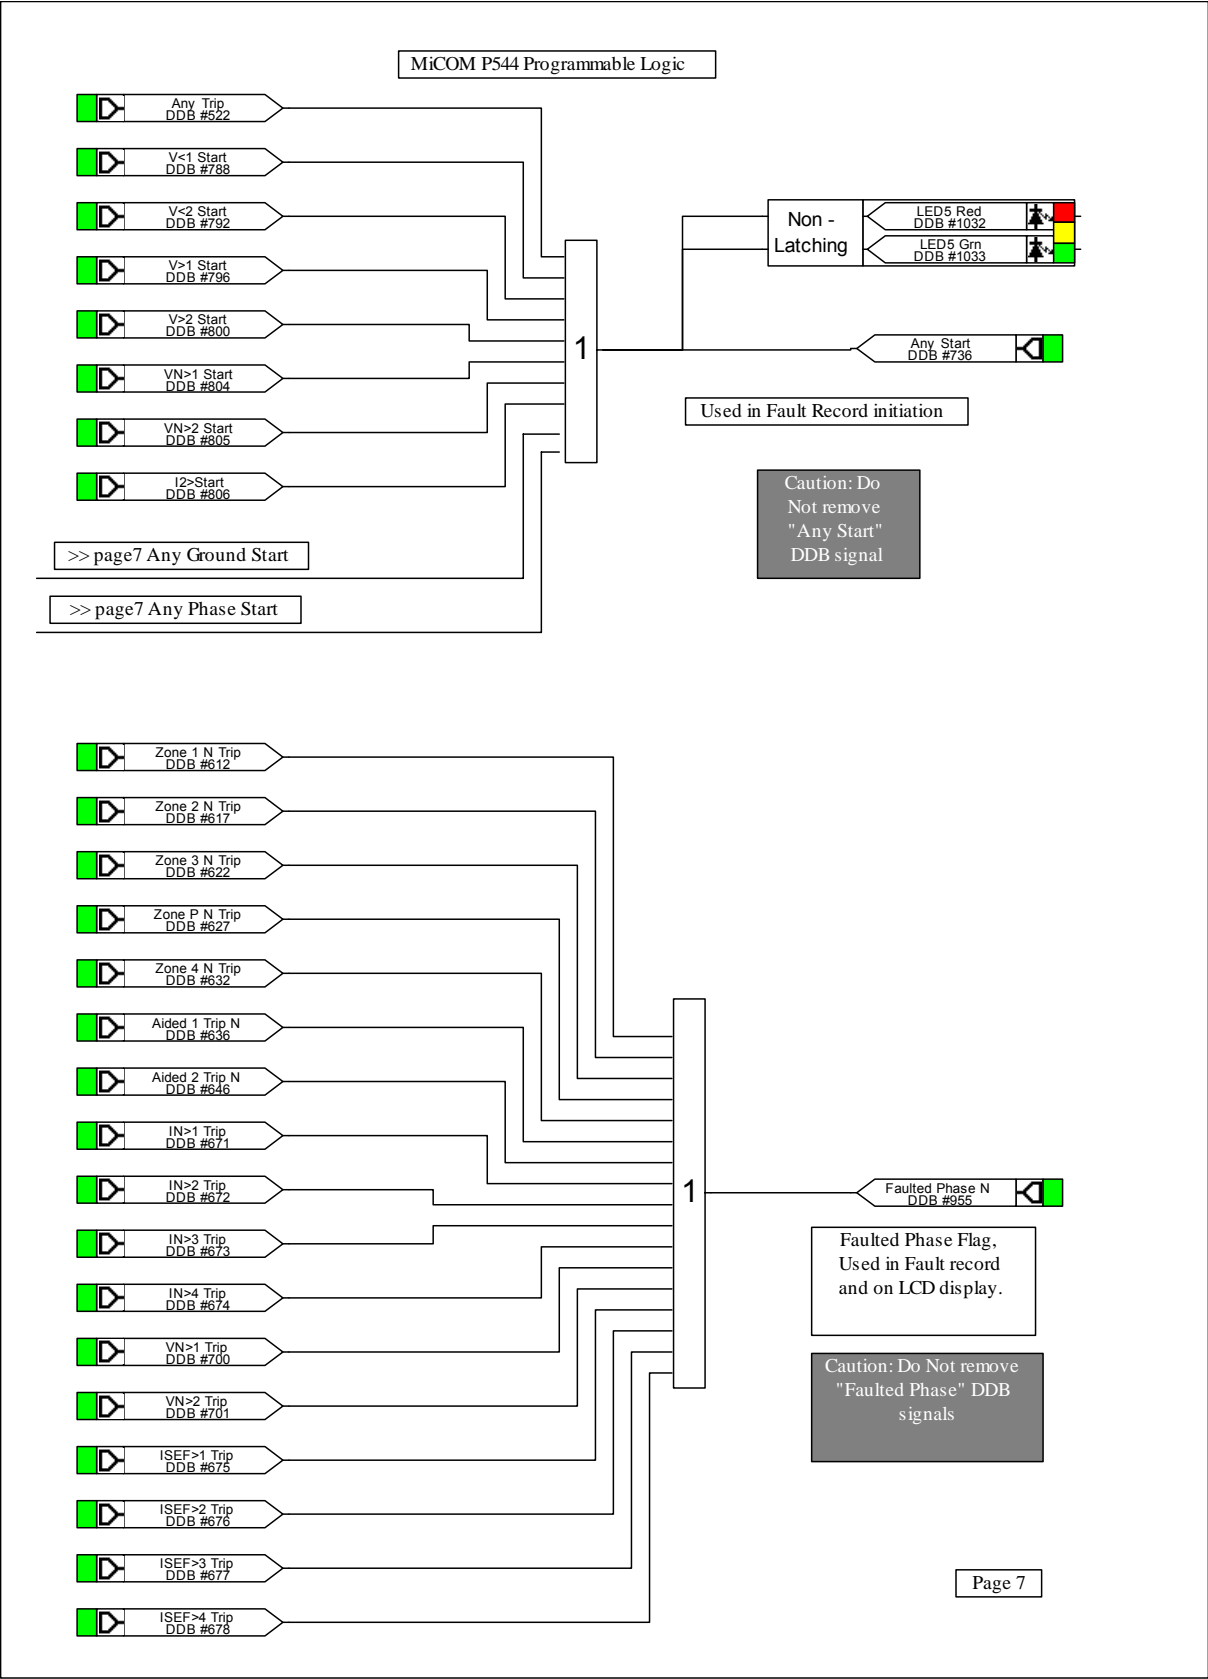 MiCOM P544 Programmable Logic
Any Trip
DDB #522
V<1 Start
DDB #788
V<2 Start
DDB #792
V>1 Start
DDB #796
V>2 Start
DDB #800
VN>1 Start
DDB #804
VN>2 Start
DDB #805
I2>Start
DDB #806
>> page7 Any Ground Start
>> page7 Any Phase Start
1
Non -
Latching
LED5 Red
DDB #1032
LED5 Grn
DDB #1033
Any Start
DDB #736
Used in Fault Record initiation
Caution: Do
Not remove
"Any Start"
DDB signal
Zone 1 N Trip
DDB #612
Zone 2 N Trip
DDB #617
Zone 3 N Trip
DDB #622
Zone P N Trip
DDB #627
Zone 4 N Trip
DDB #632
Aided 1 Trip N
DDB #636
Aided 2 Trip N
DDB #646
IN>1 Trip
DDB #671
IN>2 Trip
DDB #672
IN>3 Trip
DDB #673
IN>4 Trip
DDB #674
VN>1 Trip
DDB #700
VN>2 Trip
DDB #701
ISEF>1 Trip
DDB #675
ISEF>2 Trip
DDB #676
ISEF>3 Trip
DDB #677
ISEF>4 Trip
DDB #678
1
Faulted Phase N
DDB #955
Faulted Phase Flag,
Used in Fault record
and on LCD display.
Caution: Do Not remove
"Faulted Phase" DDB
signals
Page 7